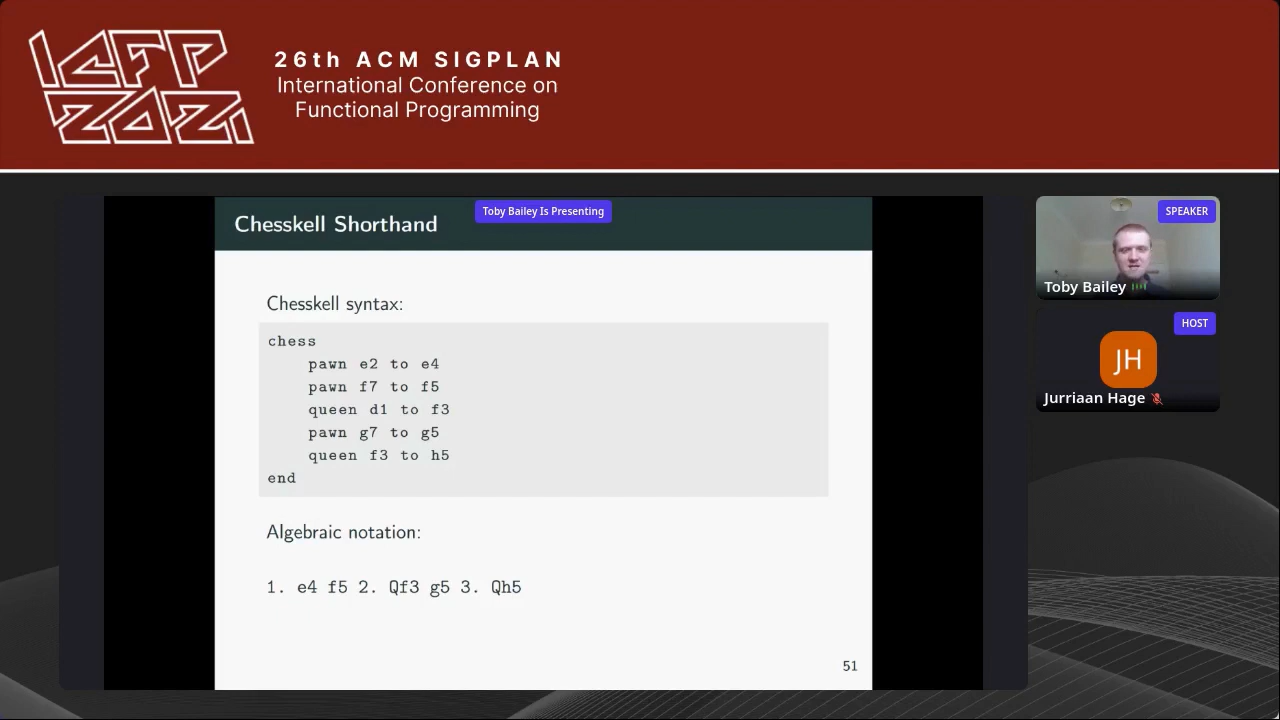 ICFP
2021
26th ACM SIGPLAN
International Conference on
Functional Programming
Chesskell Shorthand
Toby Bailey Is Presenting
Chesskell syntax:
chess
pawn e2 to e4
pawn f7 to f5
queen d1 to f3
pawn g7 to g5
queen f3 to h5
end
Algebraic notation:
1. e4 f5 2. Qf3 g5 3. Qh5
51
SPEAKER
Toby Bailey
HOST
JH
Jurriaan Hage